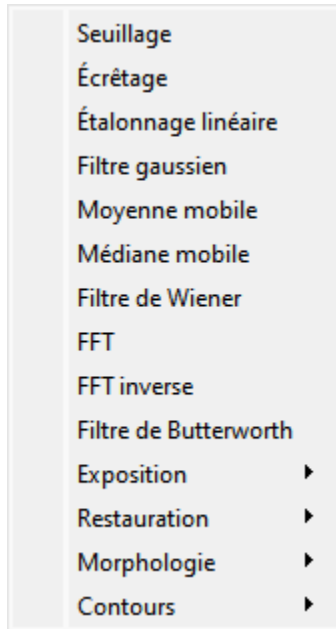 Seuillage
Écrêtage
Étalonnage linéaire
Filtre gaussien
Moyenne mobile
Médiane mobile
Filtre de Wiener
FFT
FFT inverse
Filtre de Butterworth
Exposition
Restauration
Morphologie
Contours